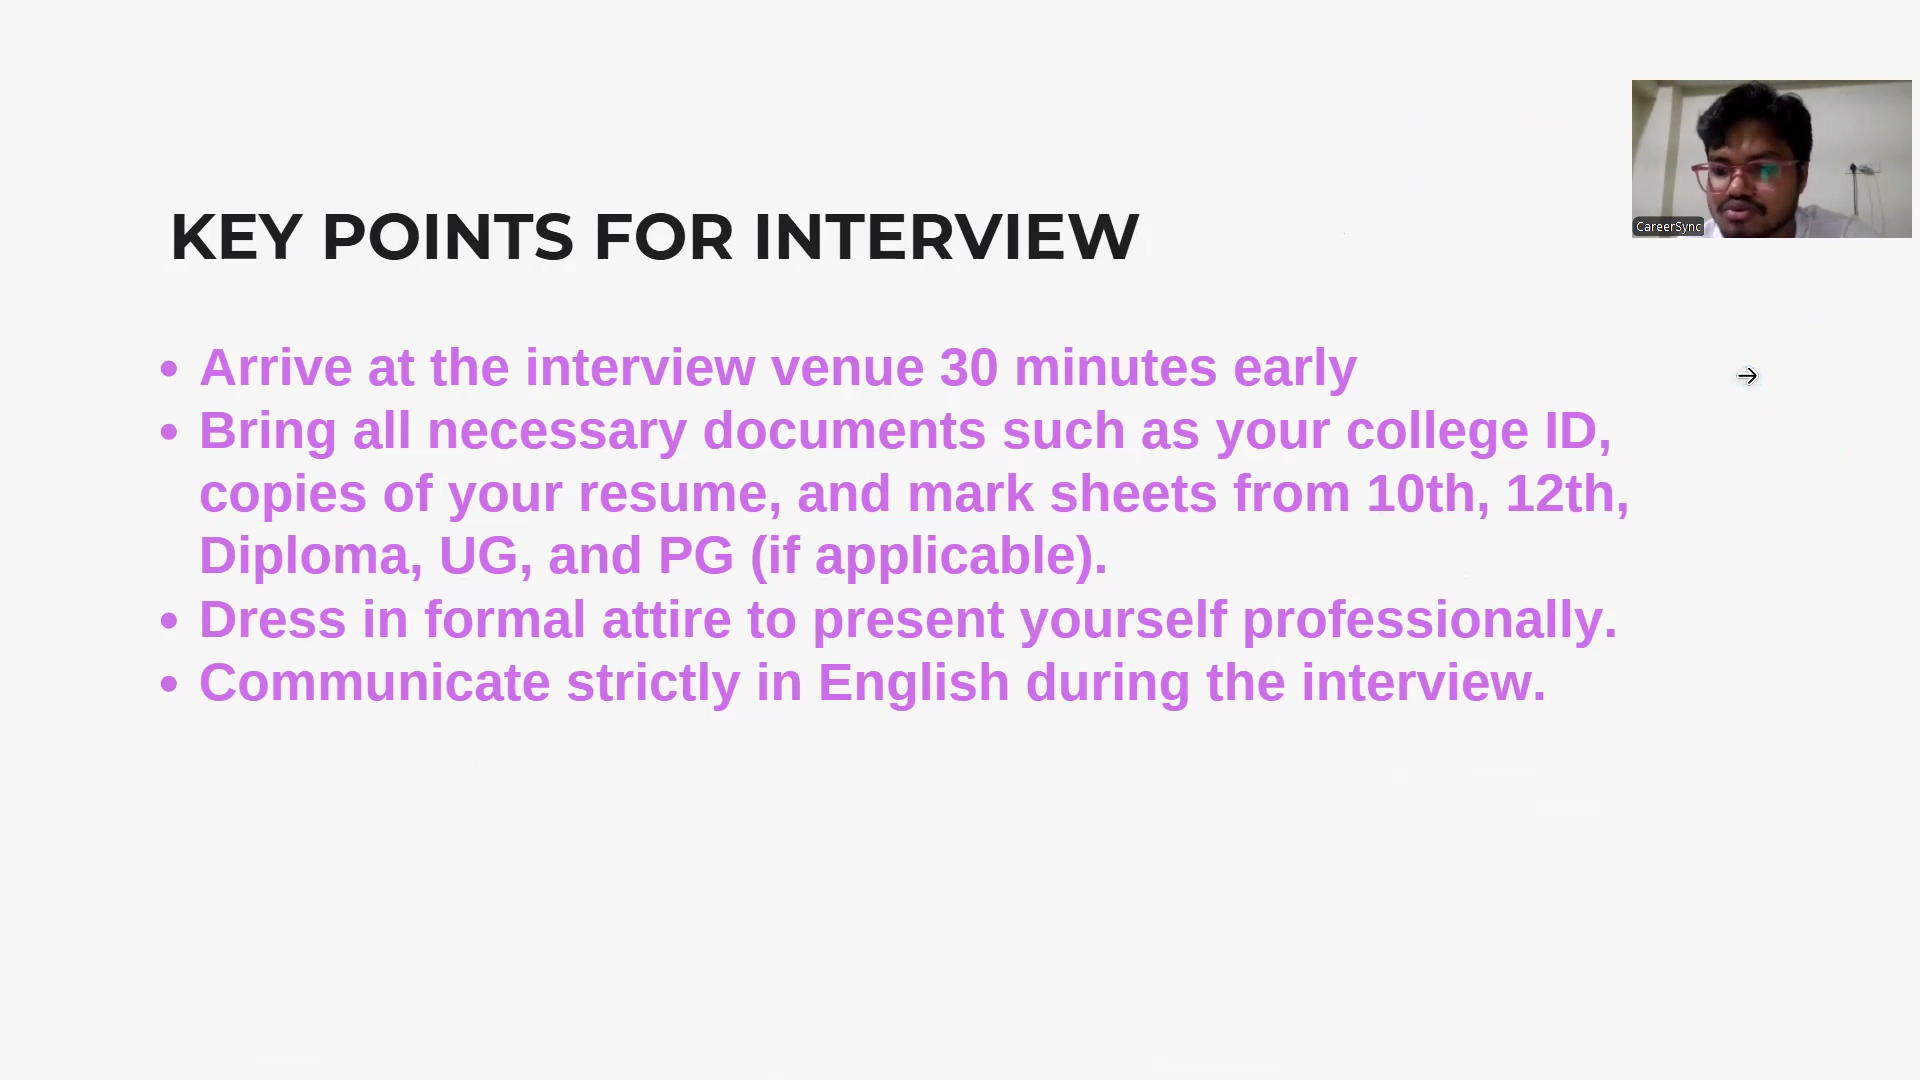 KEY POINTS FOR INTERVIEW
CareerSync
• Arrive at the interview venue 30 minutes early
• Bring all necessary documents such as your college ID,
copies of your resume, and mark sheets from 10th, 12th,
Diploma, UG, and PG (if applicable).
• Dress in formal attire to present yourself professionally.
• Communicate strictly in English during the interview.